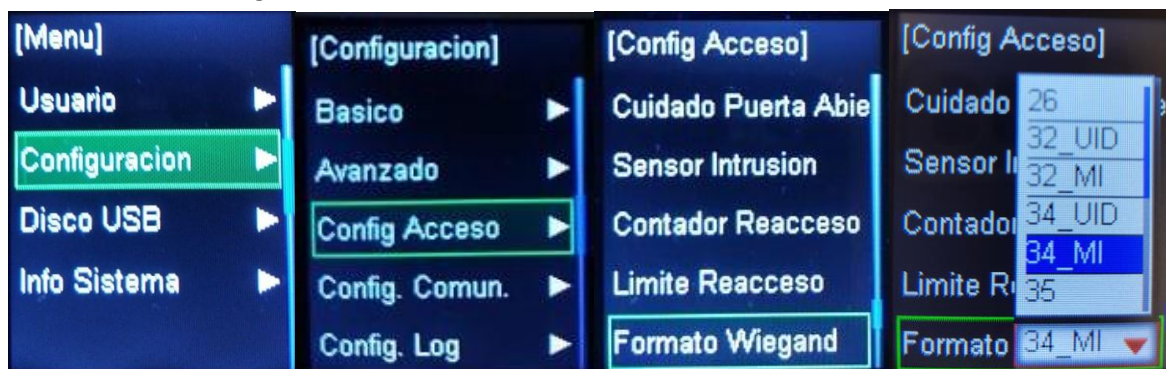 [Menu]
Usuario
Configuracion
Disco USB
Info Sistema
[Configuracion]
Basico
Avanzado
Config Acceso
Config. Comun.
Config. Log
[Config Acceso]
Cuidado Puerta Abie
Sensor Intrusion
Contador Reacceso
Limite Reacceso
Formato Wiegand
[Config Acceso]
Cuidado
Sensor I
Contador
Limite R
Formato 34_MI
26
32_UID
32_MI
34_UID
34_MI
35